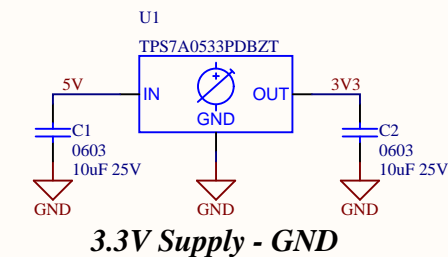 U1
TPS7A0533PDBZT
5V
IN
OUT
3V3
GND
C1
0603
10uF 25V
C2
0603
10uF 25V
GND
GND
GND
3.3V Supply - GND